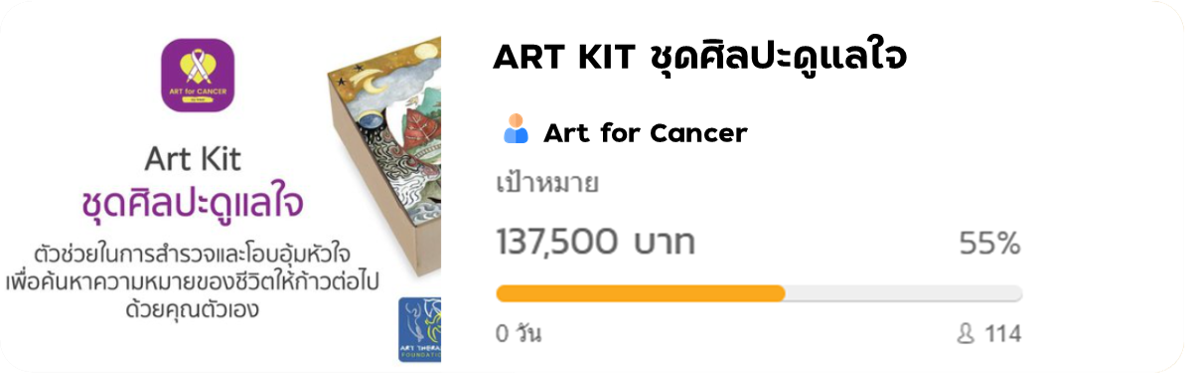 ART for CANCER
Art Kit
ชุดศิลปะดูแลใจ
ตัวช่วยในการสำรวจและโอบอุ้มหัวใจ
เพื่อค้นหาความหมายของชีวิตให้ก้าวต่อไป
ด้วยคุณตัวเอง
ART THERA
FOUNDATIO
ART KIT ชุดศิลปะดูแลใจ
Art for Cancer
เป้าหมาย
137,500 บาท
55%
0 วัน
114